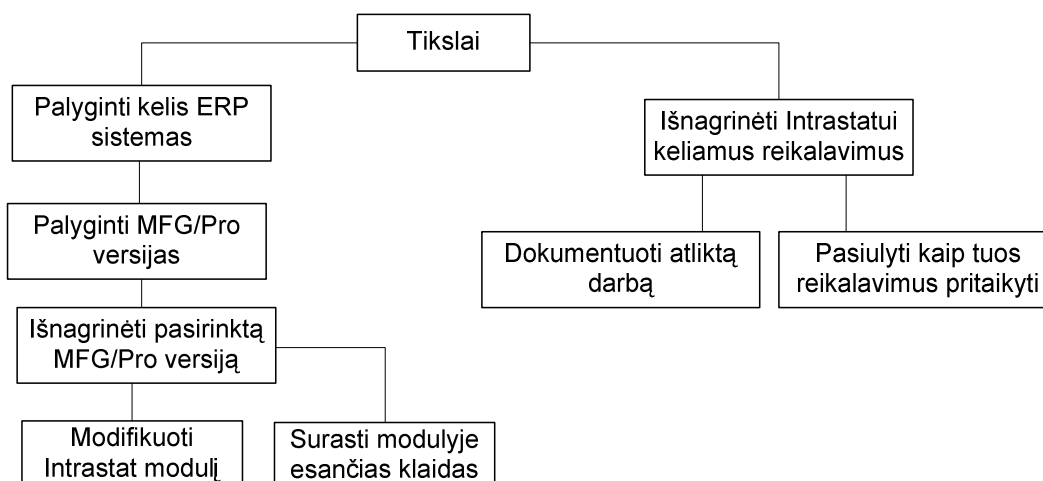 Tikslai
Palyginti kelis ERP
sistemas
Išnagrinėti Intrastatui
keliamus reikalavimus
Palyginti MFG/Pro
versijas
Dokumentuoti atliktą
darbą
Pasiulyti kaip tuos
reikalavimus pritaikyti
Išnagrinėti pasirinktą
MFG/Pro versiją
Modifikuoti
Intrastat modulį
Surasti modulyje
esančias klaidas